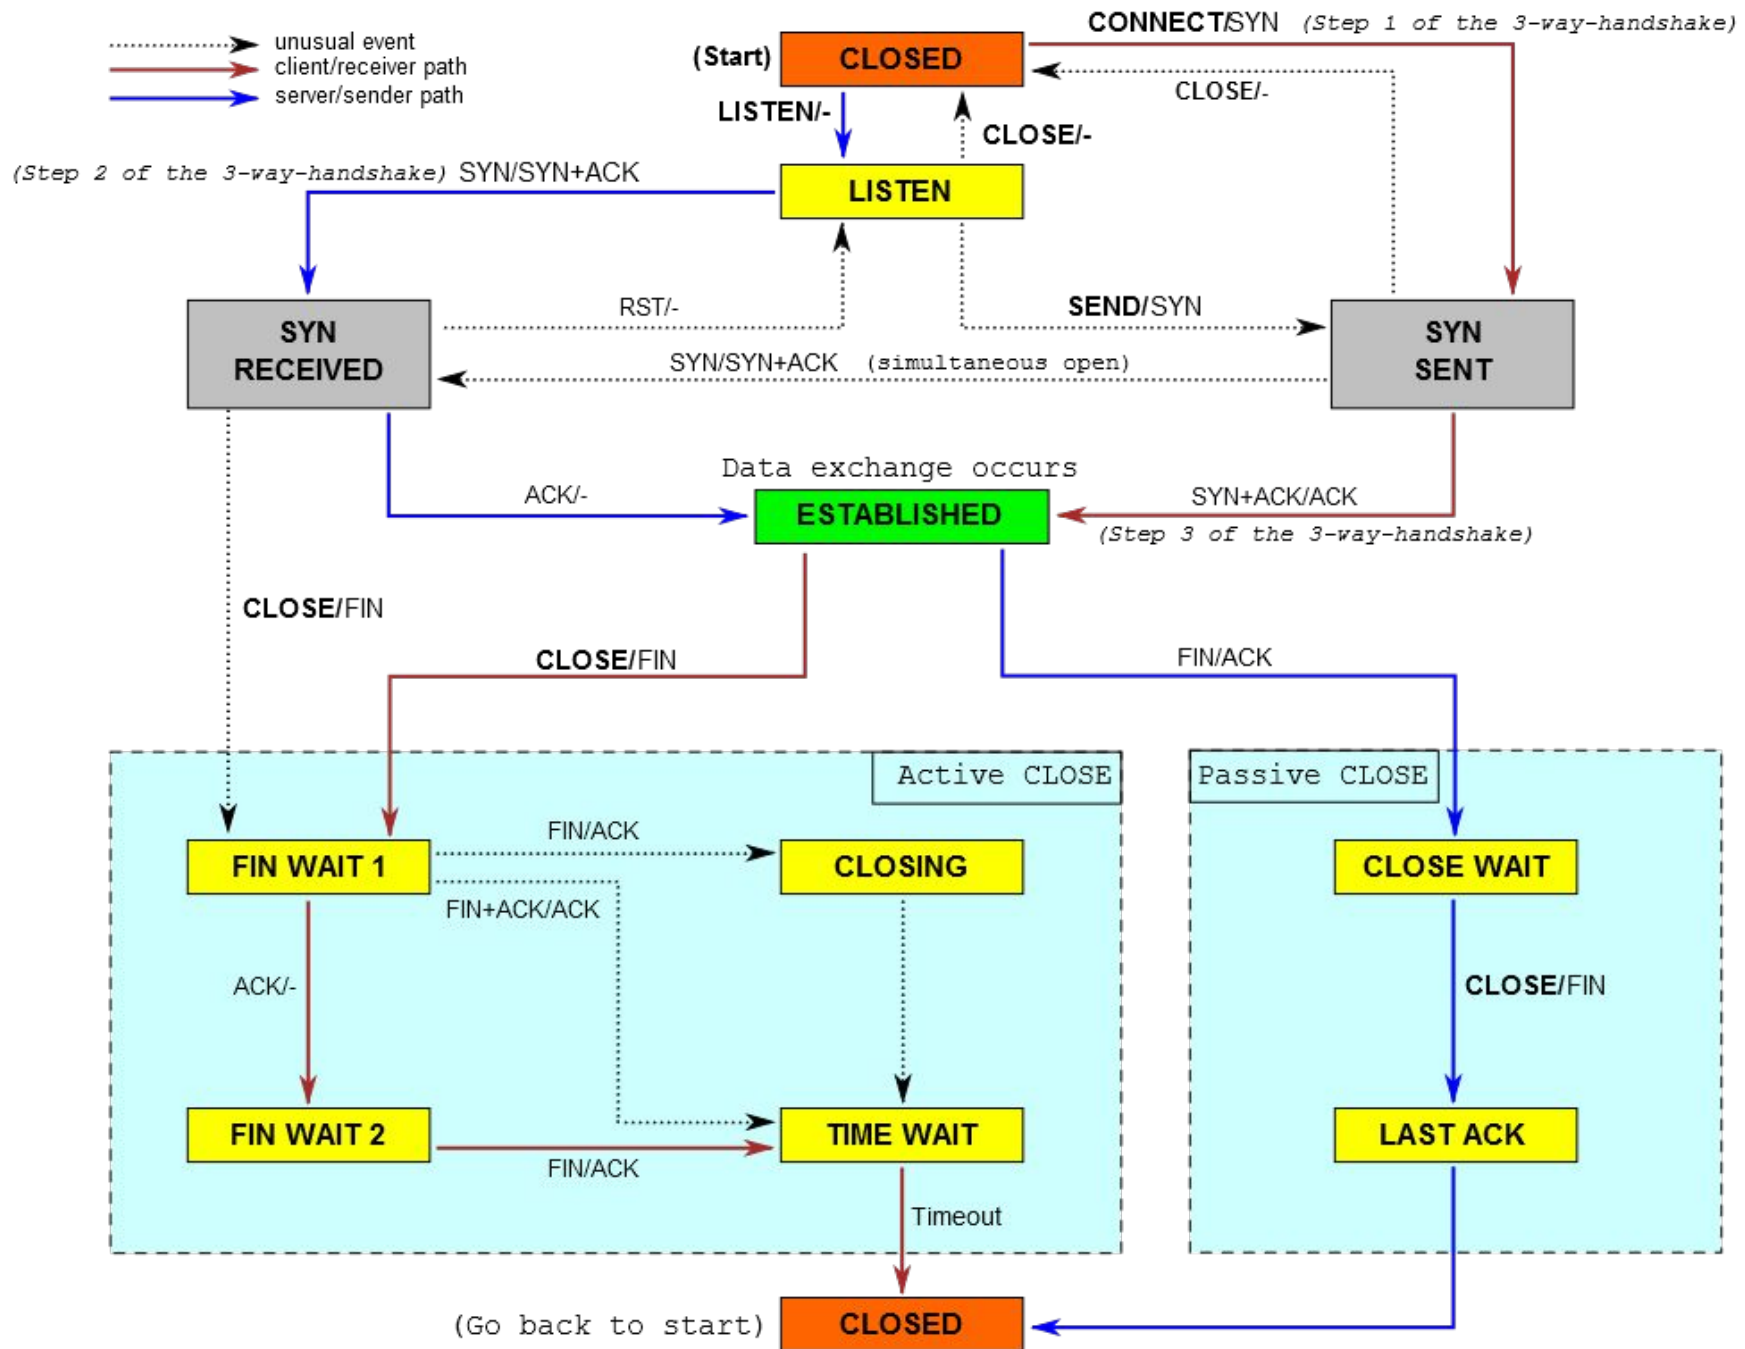 CONNECT/SYN (Step 1 of the 3-way-handshake)
unusual event
client/receiver path
server/sender path
(Start)
CLOSED
CLOSE/-
LISTEN/-
CLOSE/-
(Step 2 of the 3-way-handshake) SYN/SYN+ACK
LISTEN
RST/-
SEND/SYN
SYN
RECEIVED
SYN
SENT
SYN/SYN+ACK (simultaneous open)
Data exchange occurs
ACK/-
ESTABLISHED
SYN+ACK/ACK
(Step 3 of the 3-way-handshake)
CLOSE/FIN
CLOSE/FIN
FIN/ACK
Active CLOSE
Passive CLOSE
FIN/ACK
FIN WAIT 1
CLOSING
CLOSE WAIT
FIN+ACK/ACK
ACK/-
CLOSE/FIN
FIN WAIT 2
TIME WAIT
LAST ACK
FIN/ACK
Timeout
(Go back to start)
CLOSED